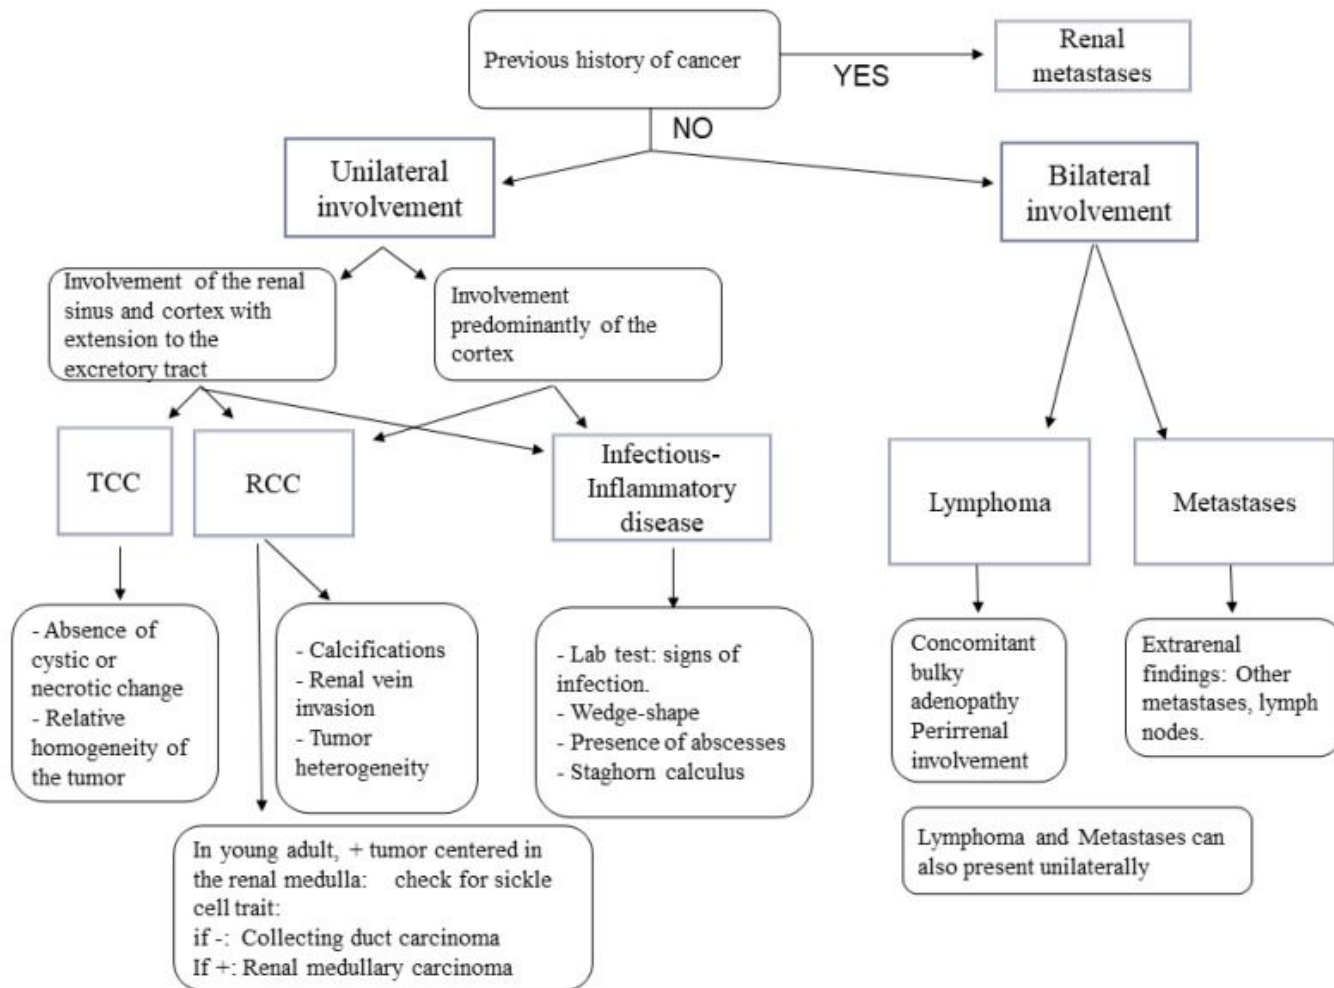 Previous history of cancer
YES
Renal
metastases
NO
Unilateral
involvement
Bilateral
involvement
Involvement of the renal
sinus and cortex with
extension to the
excretory tract
Involvement
predominantly of the
cortex
TCC
RCC
Infectious-
Inflammatory
disease
Lymphoma
Metastases
- Absence of
cystic or
necrotic change
- Relative
homogeneity of
the tumor
- Calcifications
- Renal vein
invasion
- Tumor
heterogeneity
- Lab test: signs of
infection.
- Wedge-shape
- Presence of abscesses
- Staghorn calculus
Concomitant
bulky
adenopathy
Perirrenal
involvement
Extrarenal
findings: Other
metastases, lymph
nodes.
In young adult, + tumor centered in
the renal medulla: check for sickle
cell trait:
if -: Collecting duct carcinoma
If +: Renal medullary carcinoma
Lymphoma and Metastases can
also present unilaterally